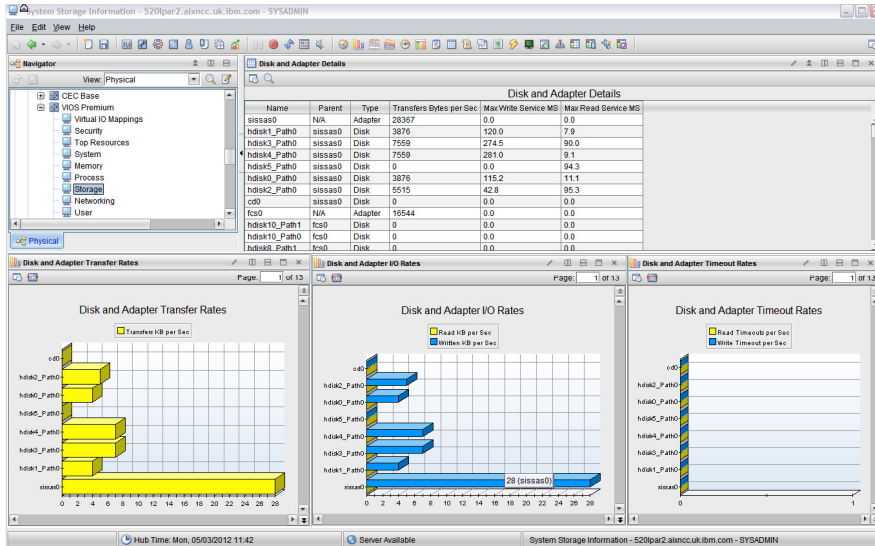 System Storage Information - 520lpar2.aixncc.uk.ibm.com - SYSADMIN
File Edit View Help
Navigator
View: Physical
CEC Base
VIOS Premium
Virtual IO Mappings
Security
Top Resources
System
Memory
Process
Storage
Networking
User
Physical
Disk and Adapter Details
Disk and Adapter Details
Name Parent Type Transfers Bytes per Sec Max Write Service MS Max Read Service MS
sissas0 N/A Adapter 28367 0.0 0.0
hdisk1_Path0 sissas0 Disk 3876 120.0 7.9
hdisk3_Path0 sissas0 Disk 7559 274.5 90.0
hdisk4_Path0 sissas0 Disk 7559 281.0 9.1
hdisk5_Path0 sissas0 Disk 0 0.0 94.3
hdisk0_Path0 sissas0 Disk 3876 115.2 11.1
hdisk2_Path0 sissas0 Disk 5515 42.8 95.3
cd0 sissas0 Disk 0 0.0 0.0
fcs0 N/A Adapter 16544 0.0 0.0
hdisk10_Path1 fcs0 Disk 0 0.0 0.0
hdisk10_Path0 fcs0 Disk 0 0.0 0.0
hdisk8_Path1 fcs0 Disk 0 0.0 0.0
Disk and Adapter Transfer Rates
Page: 1 of 13
Disk and Adapter Transfer Rates
Transfers KB per Sec
cd0
hdisk2_Path0
hdisk0_Path0
hdisk5_Path0
hdisk4_Path0
hdisk3_Path0
hdisk1_Path0
sissas0
0 2 4 6 8 10 12 14 16 18 20 22 24 26 28
Disk and Adapter I/O Rates
Page: 1 of 13
Disk and Adapter I/O Rates
Read KB per Sec
Written KB per Sec
cd0
hdisk2_Path0
hdisk0_Path0
hdisk5_Path0
hdisk4_Path0
hdisk3_Path0
hdisk1_Path0
sissas0
28 (sissas0)
0 2 4 6 8 10 12 14 16 18 20 22 24 26 28
Disk and Adapter Timeout Rates
Page: 1 of 13
Disk and Adapter Timeout Rates
Read Timeouts per Sec
Write Timeout per Sec
cd0
hdisk2_Path0
hdisk0_Path0
hdisk5_Path0
hdisk4_Path0
hdisk3_Path0
hdisk1_Path0
sissas0
0 1
Hub Time: Mon, 05/03/2012 11:42
Server Available
System Storage Information - 520lpar2.aixncc.uk.ibm.com - SYSADMIN